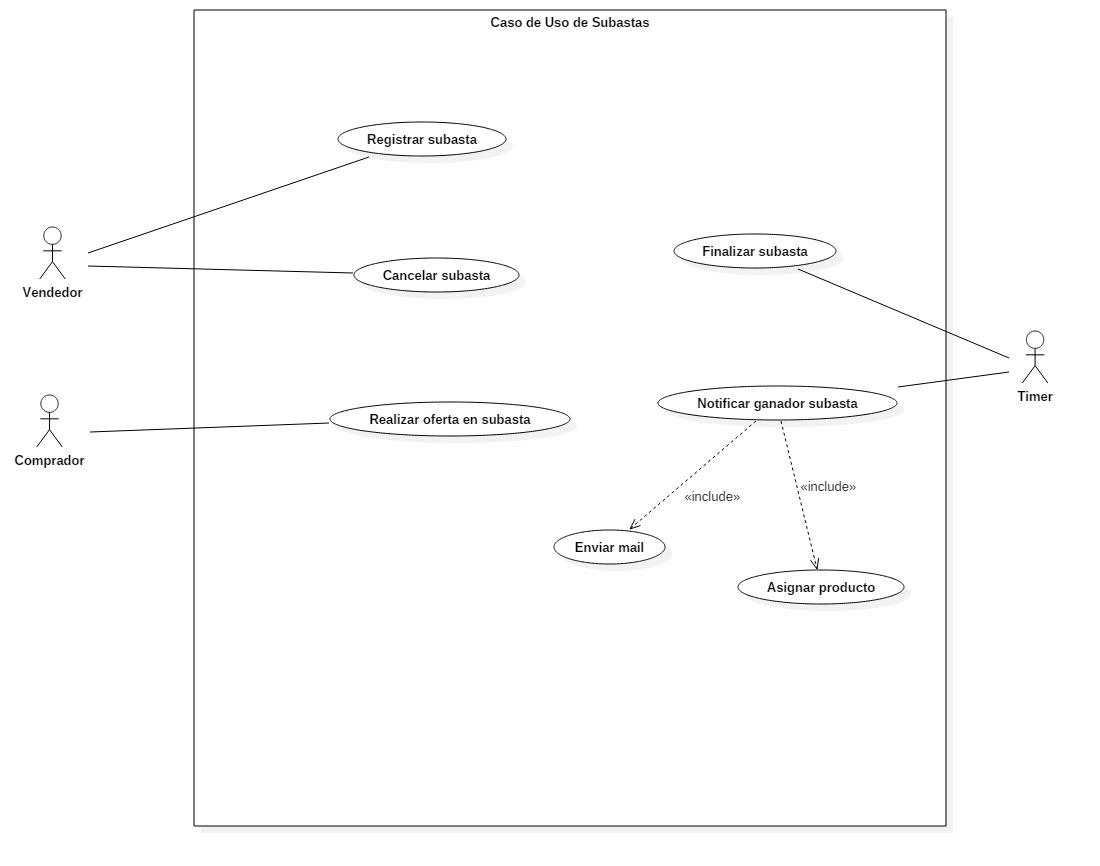 Caso de Uso de Subastas
Registrar subasta
Vendedor
Cancelar subasta
Finalizar subasta
Timer
Comprador
Realizar oferta en subasta
Notificar ganador subasta
«include»
«include»
Enviar mail
Asignar producto